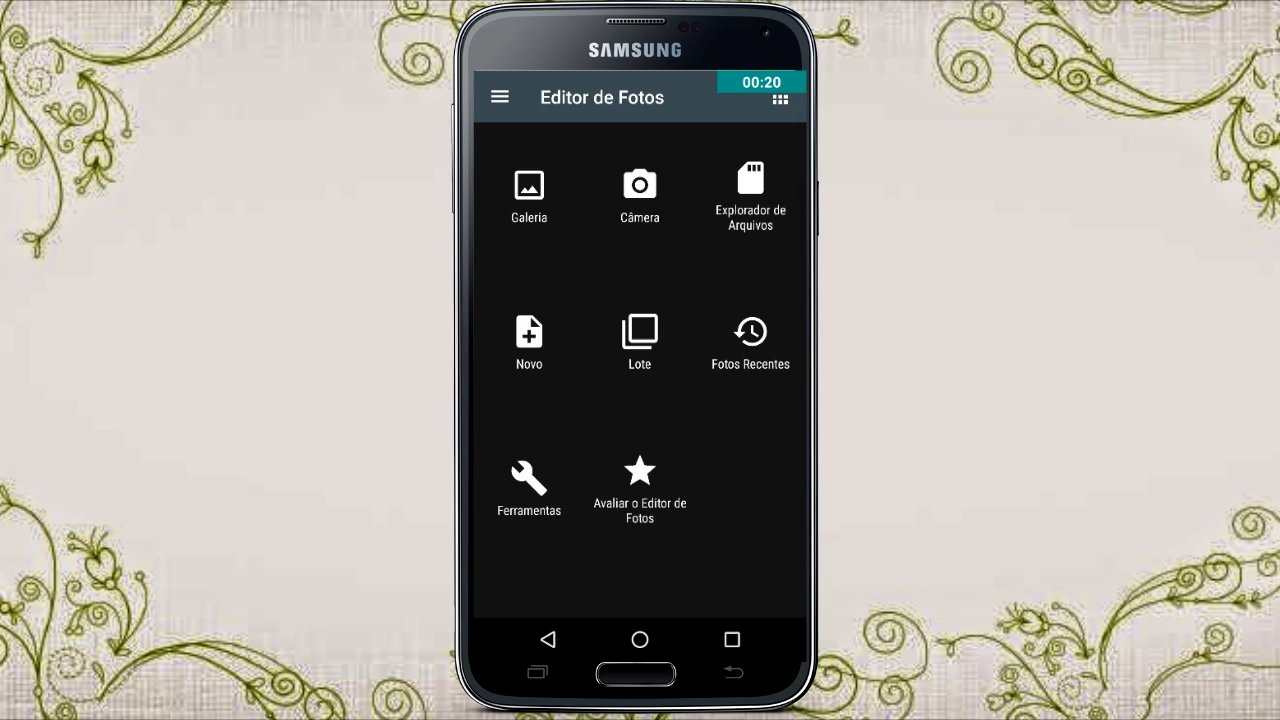 SAMSUNG
00:20
Editor de Fotos
Galeria
Câmera
Explorador de
Arquivos
Novo
Lote
Fotos Recentes
Ferramentas
Avaliar o Editor de
Fotos